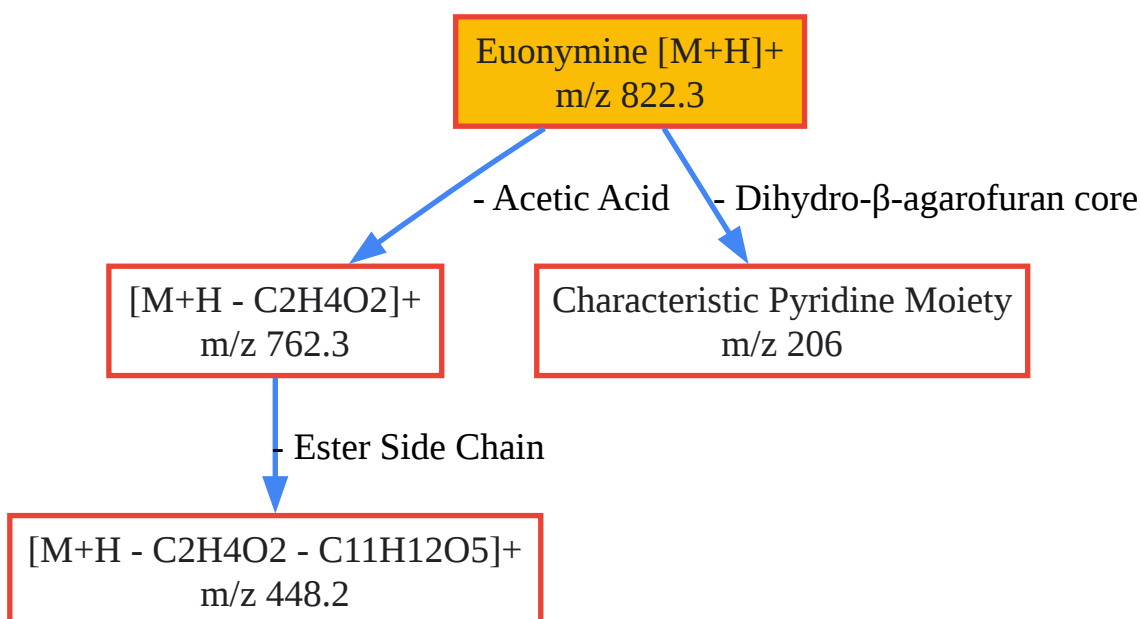 Euonymine [M+H]+
m/z 822.3
- Acetic Acid
- Dihydro-β-agarofuran core
[M+H - C2H4O2]+
m/z 762.3
Characteristic Pyridine Moiety
m/z 206
- Ester Side Chain
[M+H - C2H4O2 - C11H12O5]+
m/z 448.2